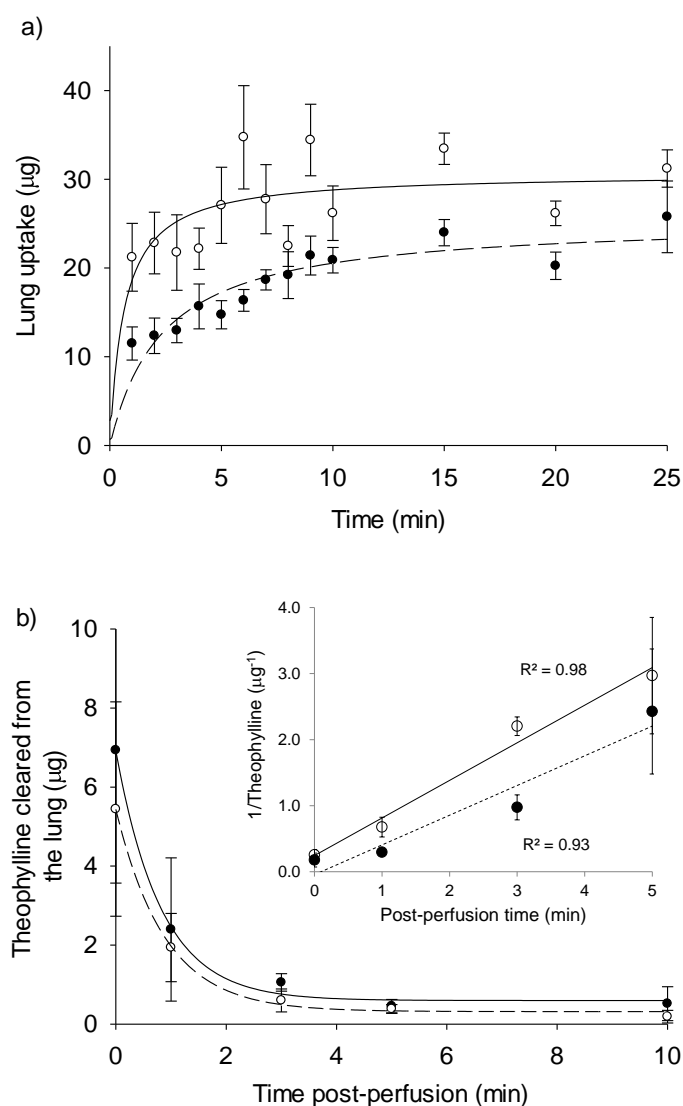 a)
40
30
20
10
0
Lung uptake (μg)
0 5 10 15 20 25
Time (min)
b)
10
8
6
4
2
0
Theophylline cleared from
the lung (μg)
4.0
3.0
2.0
1.0
0.0
1/Theophylline (μg⁻¹)
R² = 0.98
R² = 0.93
0 1 2 3 4 5
Post-perfusion time (min)
0 2 4 6 8 10
Time post-perfusion (min)